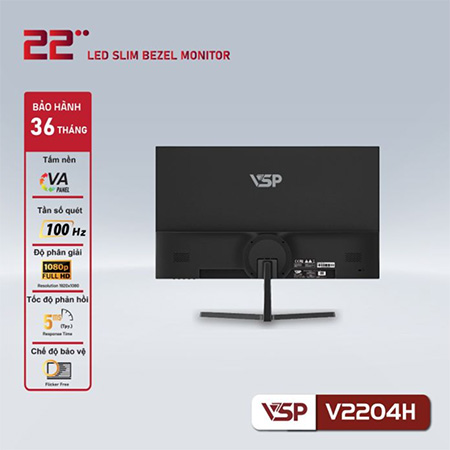 22"
LED SLIM BEZEL MONITOR
BẢO HÀNH
36 THÁNG
Tấm nền
VA
PANEL
Tần số quét
100 Hz
Độ phân giải
1080p
FULL HD
Resolution 1920x1080
Tốc độ phản hồi
5
(Typ.)
Response Time
Chế độ bảo vệ
Flicker Free
VSP
VSP
V2204H